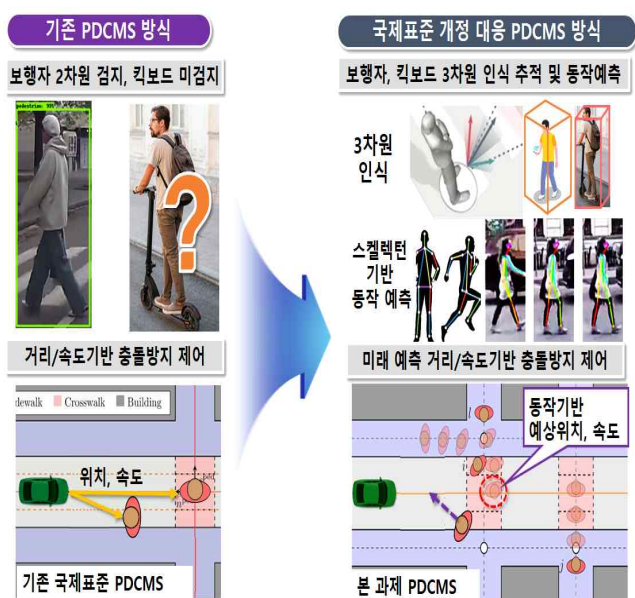 기존 PDCMS 방식
보행자 2차원 검지, 킥보드 미검지
?
거리/속도기반 충돌방지 제어
dewalk Crosswalk Building
위치, 속도
기존 국제표준 PDCMS
국제표준 개정 대응 PDCMS 방식
보행자, 킥보드 3차원 인식 추적 및 동작예측
3차원
인식
스켈렉턴
기반
동작 예측
미래 예측 거리/속도기반 충돌방지 제어
동작기반
예상위치, 속도
본 과제 PDCMS